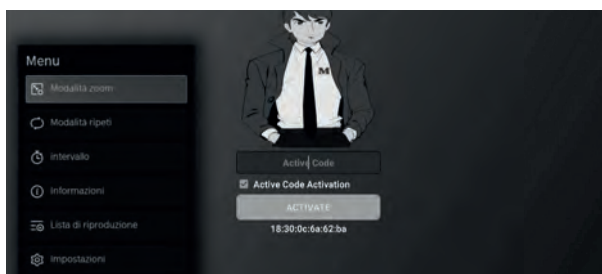 Menu
Modalità zoom
Modalità ripeti
intervallo
Informazioni
Lista di riproduzione
Impostazioni
M
Active Code
Active Code Activation
ACTIVATE
18:30:0c:6a:62:ba